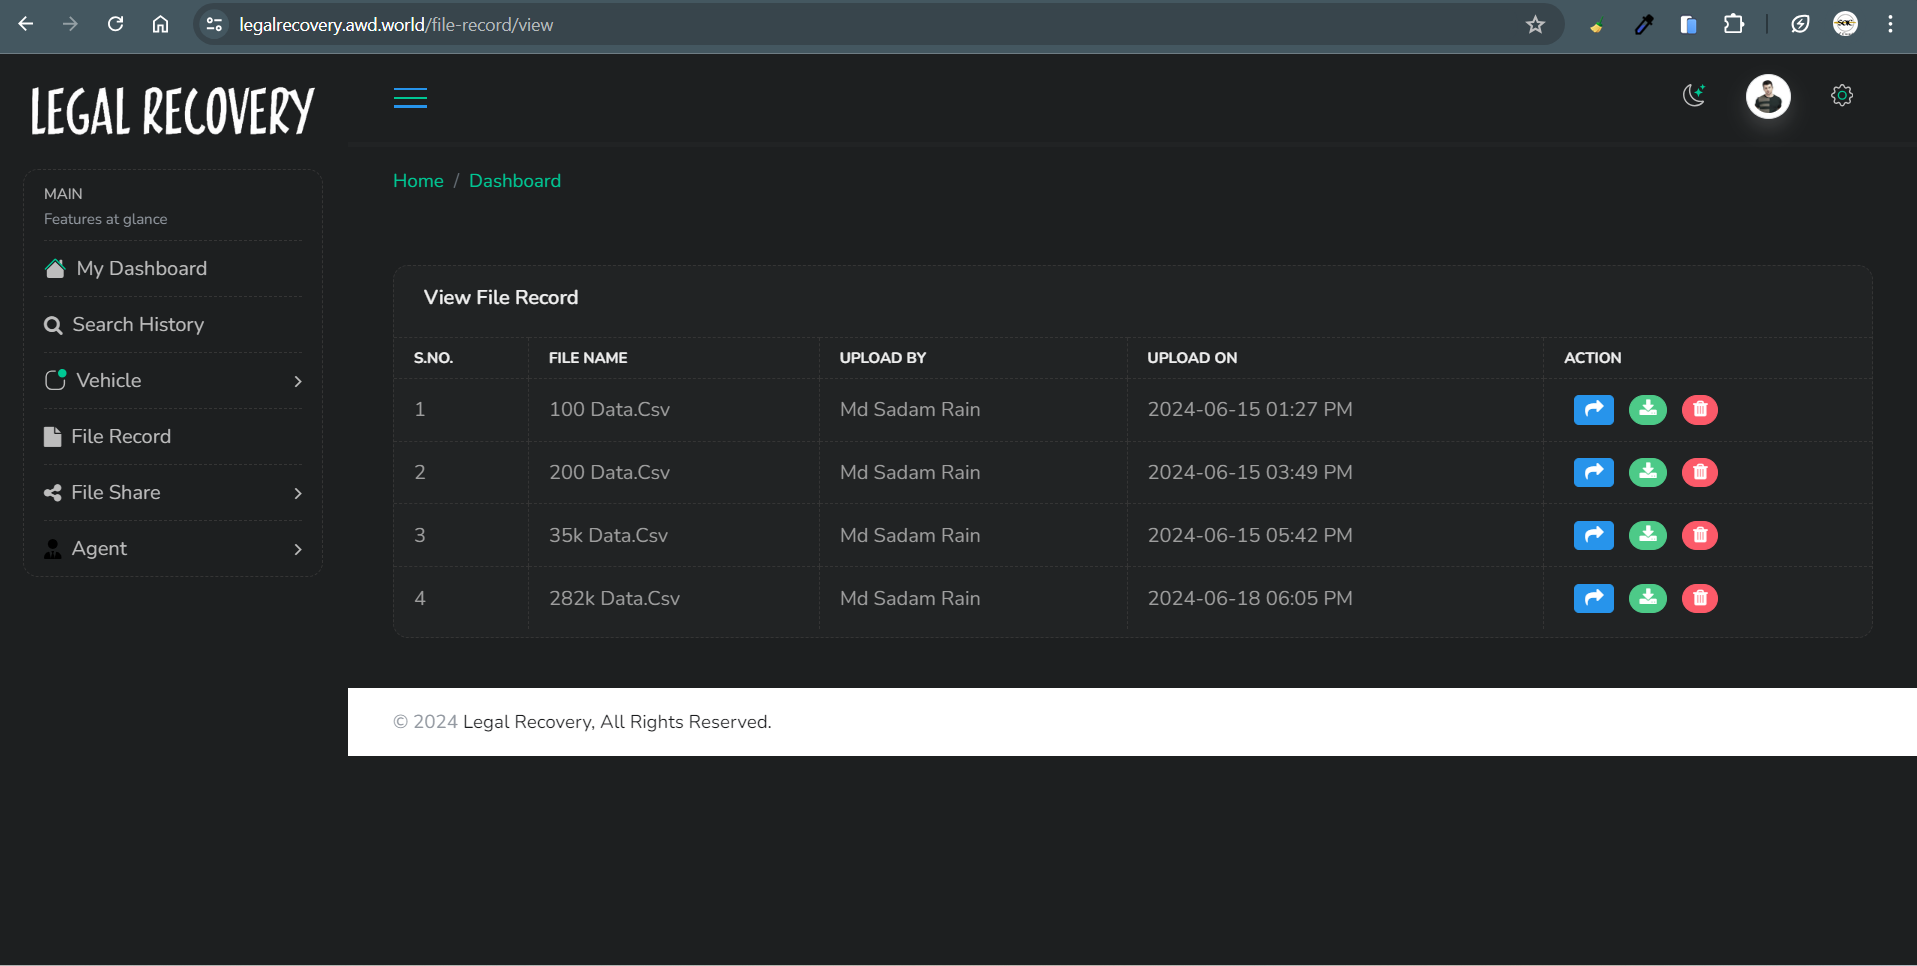 legalrecovery.awd.world/file-record/view
LEGAL RECOVERY
MAIN
Features at glance
My Dashboard
Search History
Vehicle
File Record
File Share
Agent
Home / Dashboard
View File Record
S.NO. FILE NAME UPLOAD BY UPLOAD ON ACTION
1 100 Data.Csv Md Sadam Rain 2024-06-15 01:27 PM
2 200 Data.Csv Md Sadam Rain 2024-06-15 03:49 PM
3 35k Data.Csv Md Sadam Rain 2024-06-15 05:42 PM
4 282k Data.Csv Md Sadam Rain 2024-06-18 06:05 PM
© 2024 Legal Recovery, All Rights Reserved.